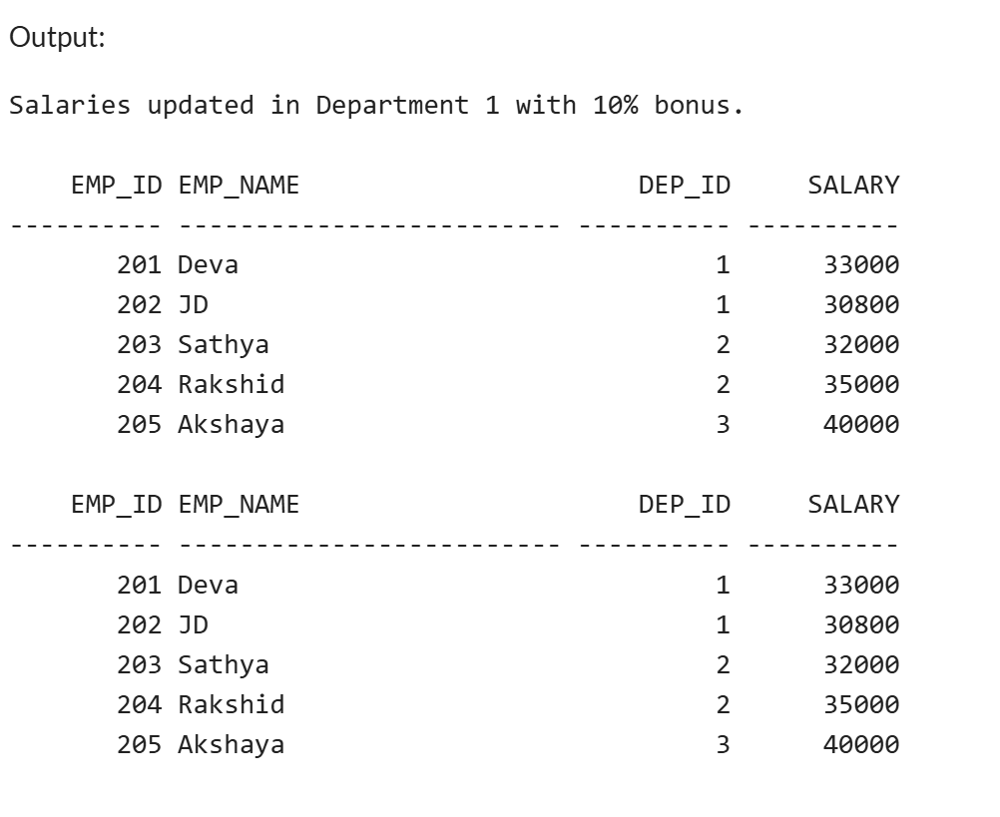 Output:
Salaries updated in Department 1 with 10% bonus.
    EMP_ID EMP_NAME                      DEP_ID     SALARY
---------- ------------------------- ---------- ----------
       201 Deva                               1      33000
       202 JD                                 1      30800
       203 Sathya                             2      32000
       204 Rakshid                            2      35000
       205 Akshaya                            3      40000
    EMP_ID EMP_NAME                      DEP_ID     SALARY
---------- ------------------------- ---------- ----------
       201 Deva                               1      33000
       202 JD                                 1      30800
       203 Sathya                             2      32000
       204 Rakshid                            2      35000
       205 Akshaya                            3      40000